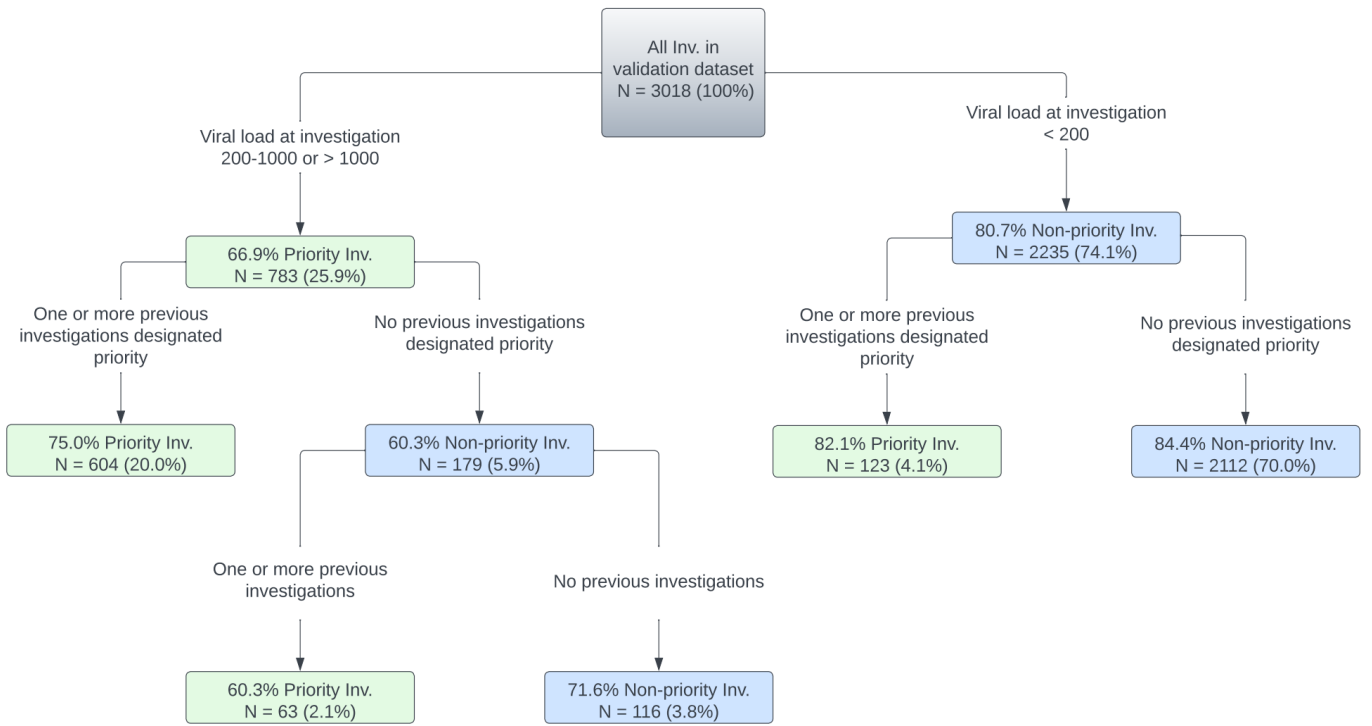 All Inv. in
validation dataset
N = 3018 (100%)
Viral load at investigation
200-1000 or > 1000
Viral load at investigation
< 200
66.9% Priority Inv.
N = 783 (25.9%)
80.7% Non-priority Inv.
N = 2235 (74.1%)
One or more previous
investigations designated
priority
No previous investigations
designated priority
One or more previous
investigations designated
priority
No previous investigations
designated priority
75.0% Priority Inv.
N = 604 (20.0%)
60.3% Non-priority Inv.
N = 179 (5.9%)
82.1% Priority Inv.
N = 123 (4.1%)
84.4% Non-priority Inv.
N = 2112 (70.0%)
One or more previous
investigations
No previous investigations
60.3% Priority Inv.
N = 63 (2.1%)
71.6% Non-priority Inv.
N = 116 (3.8%)